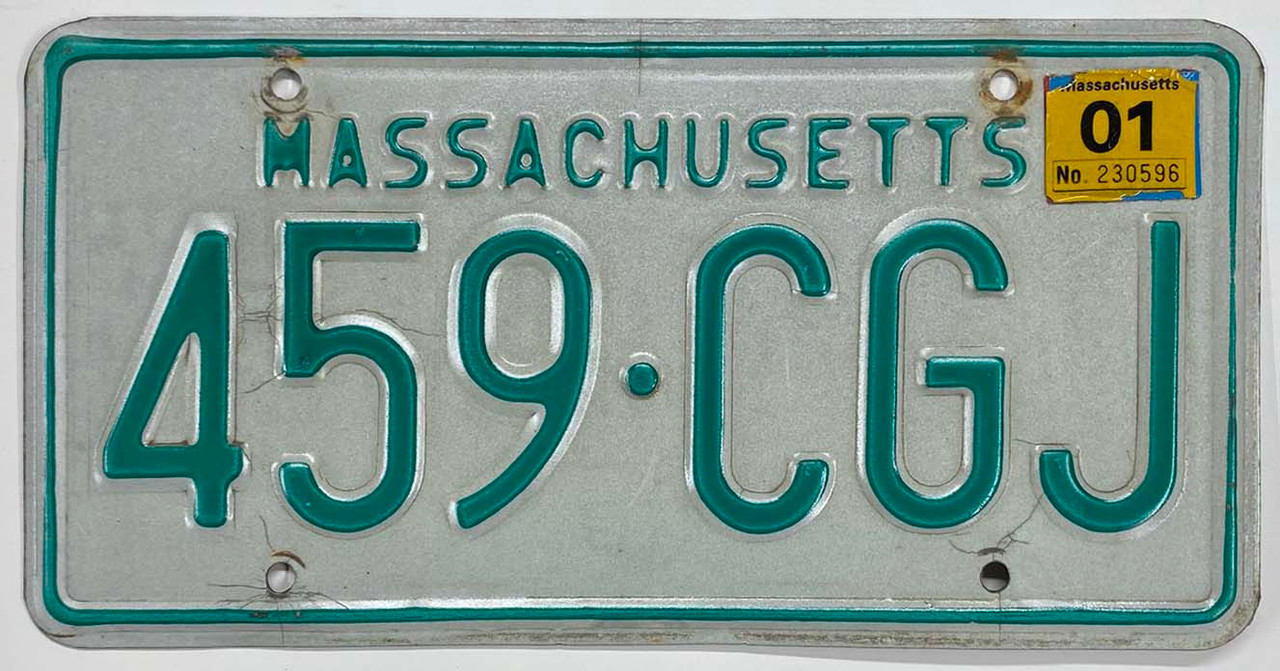 MASSACHUSETTS
Massachusetts
01
No. 230596
459·CGJ